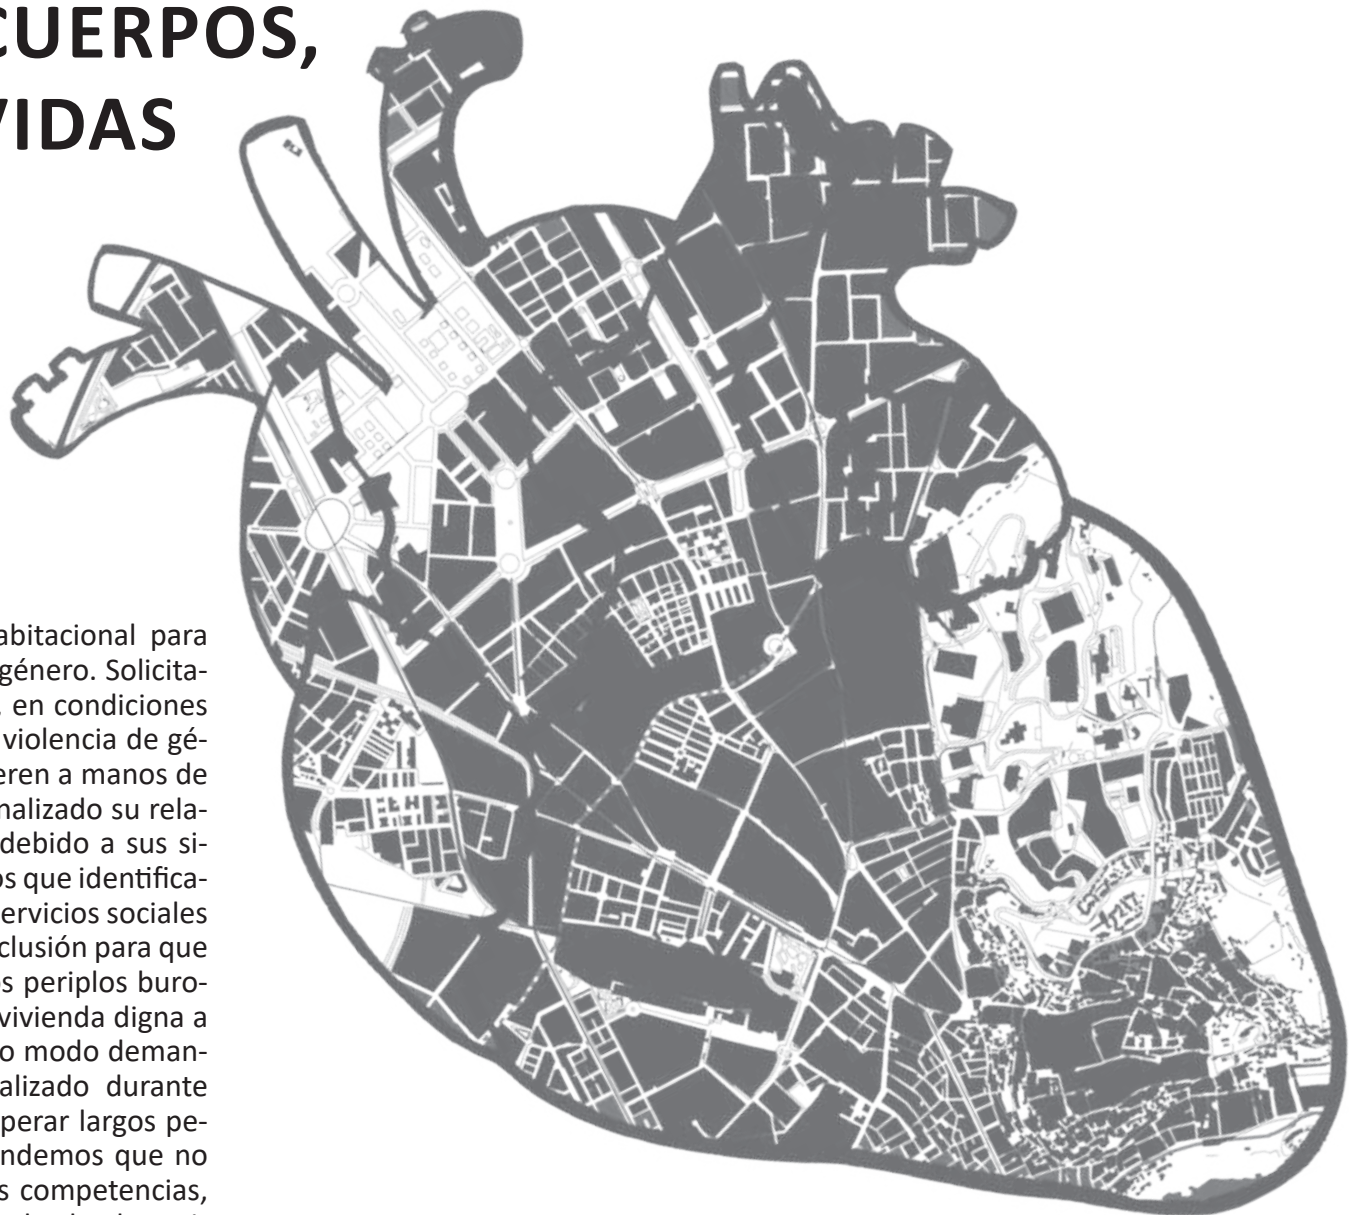 CUERPOS,
VIDAS
abitacional para
género. Solicita-
, en condiciones
violencia de gé-
eren a manos de
nalizado su rela-
debido a sus si-
os que identifica-
ervicios sociales
clusión para que
os periplos buro-
vivienda digna a
o modo deman-
alizado durante
perar largos pe-
ndemos que no
s competencias,